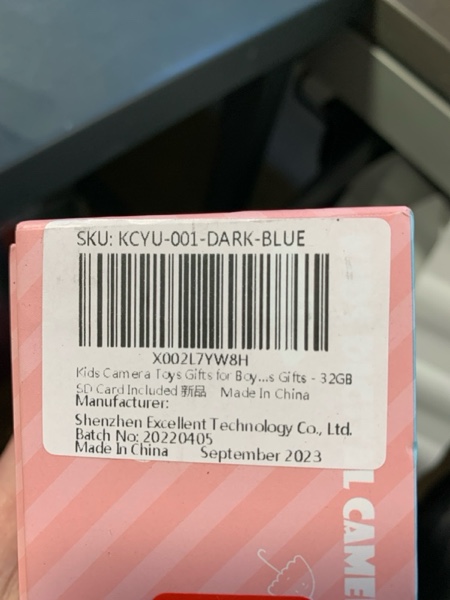 SKU: KCYU-001-DARK-BLUE
X002L7YW8H
Kids Camera Toys Gifts for Boy...s Gifts - 32GB
SD Card Included 新品 Made In China
Manufacturer:
Shenzhen Excellent Technology Co., Ltd.
Batch No: 20220405
Made In China September 2023
L CAME